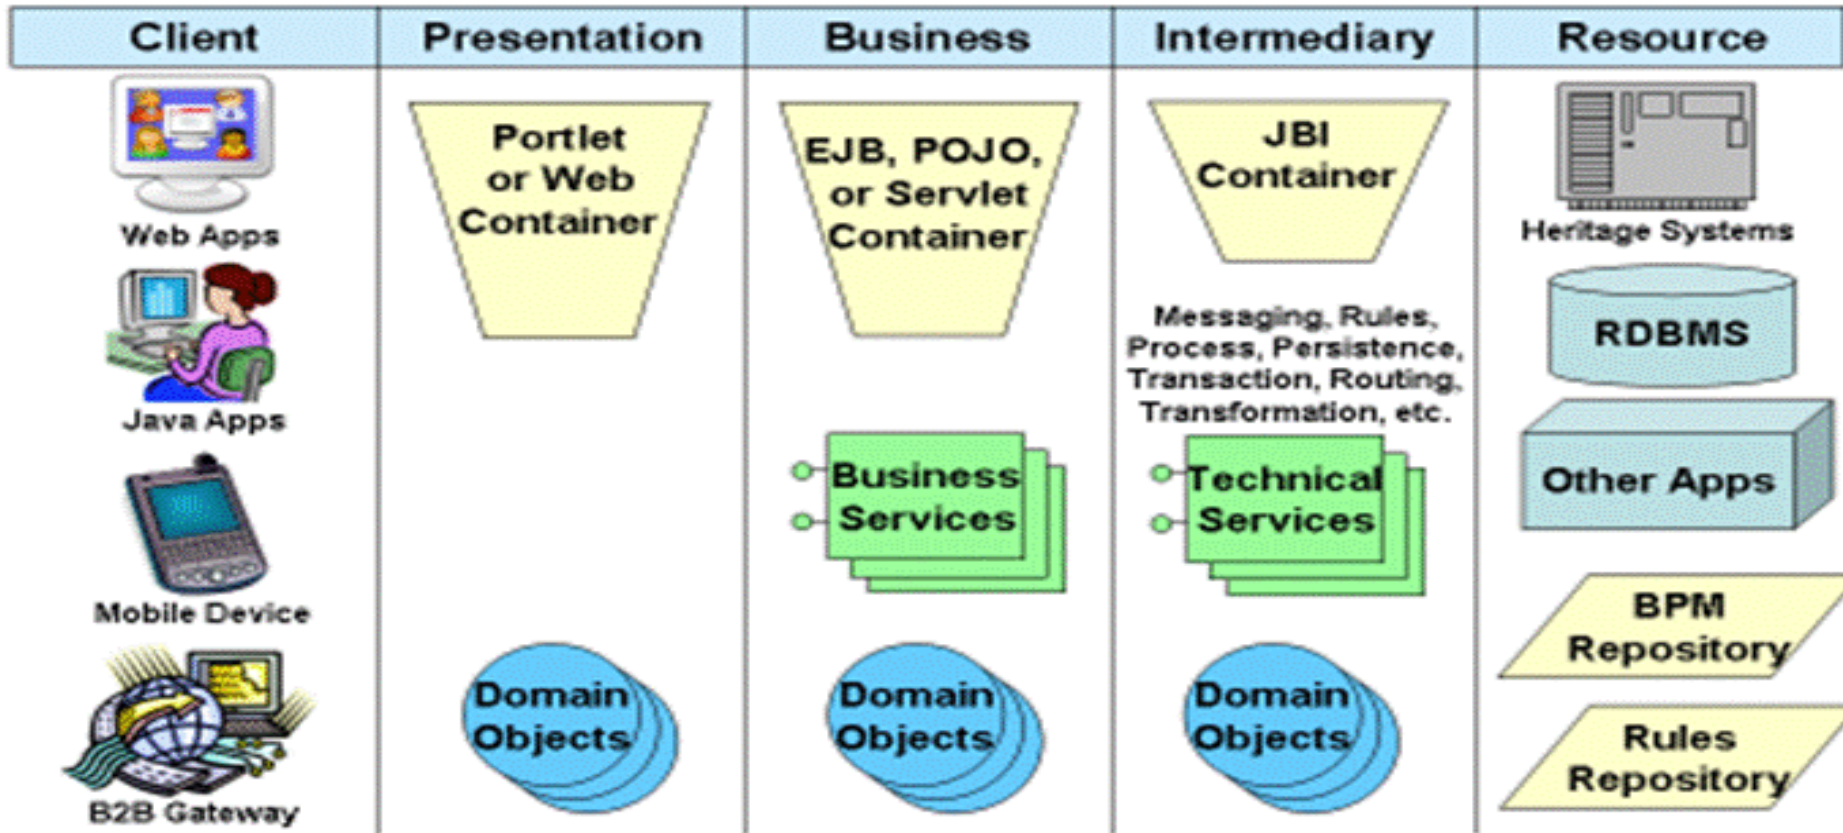 Client
Presentation
Business
Intermediary
Resource
Web Apps
Java Apps
Mobile Device
B2B Gateway
Portlet
or Web
Container
Domain
Objects
EJB, POJO,
or Servlet
Container
Business
Services
Domain
Objects
JBI
Container
Messaging, Rules,
Process, Persistence,
Transaction, Routing,
Transformation, etc.
Technical
Services
Domain
Objects
Heritage Systems
RDBMS
Other Apps
BPM
Repository
Rules
Repository